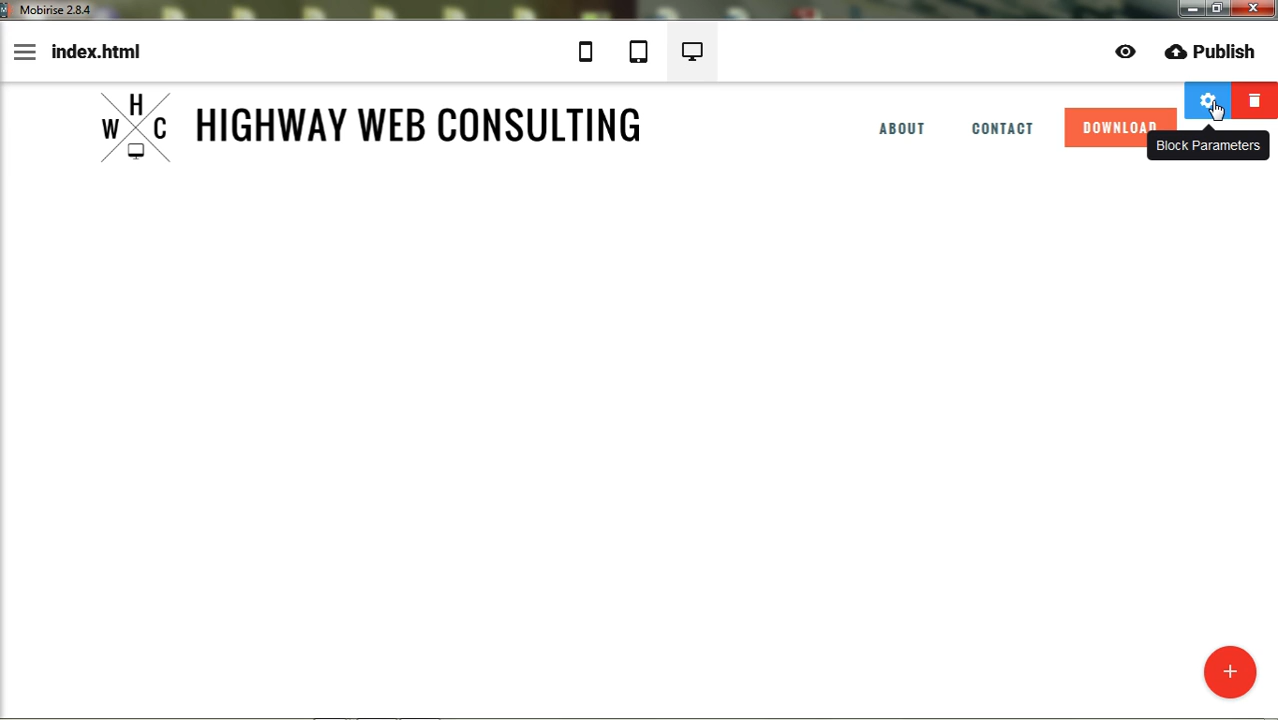 Mobirise 2.8.4
index.html
Publish
H
W C
HIGHWAY WEB CONSULTING
ABOUT
CONTACT
DOWNLOAD
Block Parameters